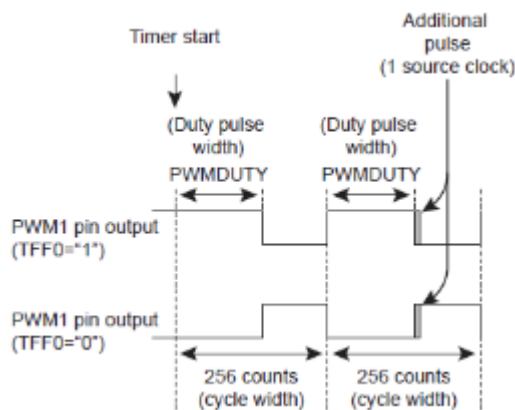 Additional
pulse
(1 source clock)
Timer start
(Duty pulse
width)
PWMDUTY
(Duty pulse
width)
PWMDUTY
PWM1 pin output
(TFF0="1")
PWM1 pin output
(TFF0="0")
256 counts
(cycle width)
256 counts
(cycle width)